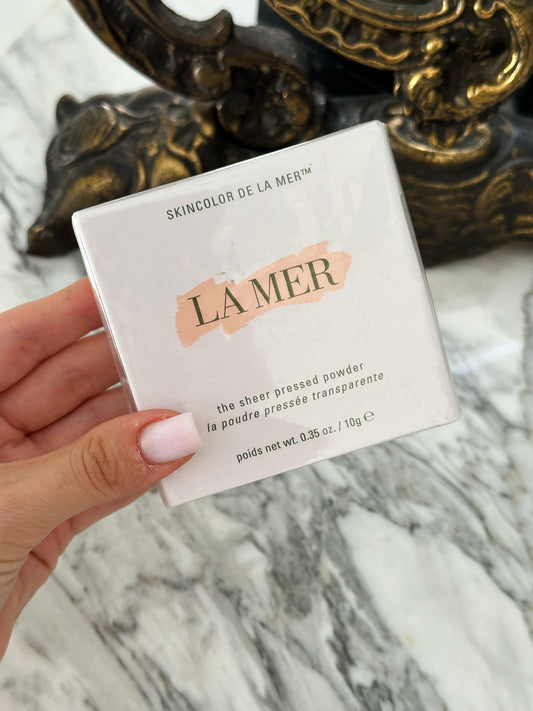 SKINCOLOR DE LA MER™
LA MER
the sheer pressed powder
la poudre pressée transparente
poids net wt. 0.35 oz. / 10g ℮